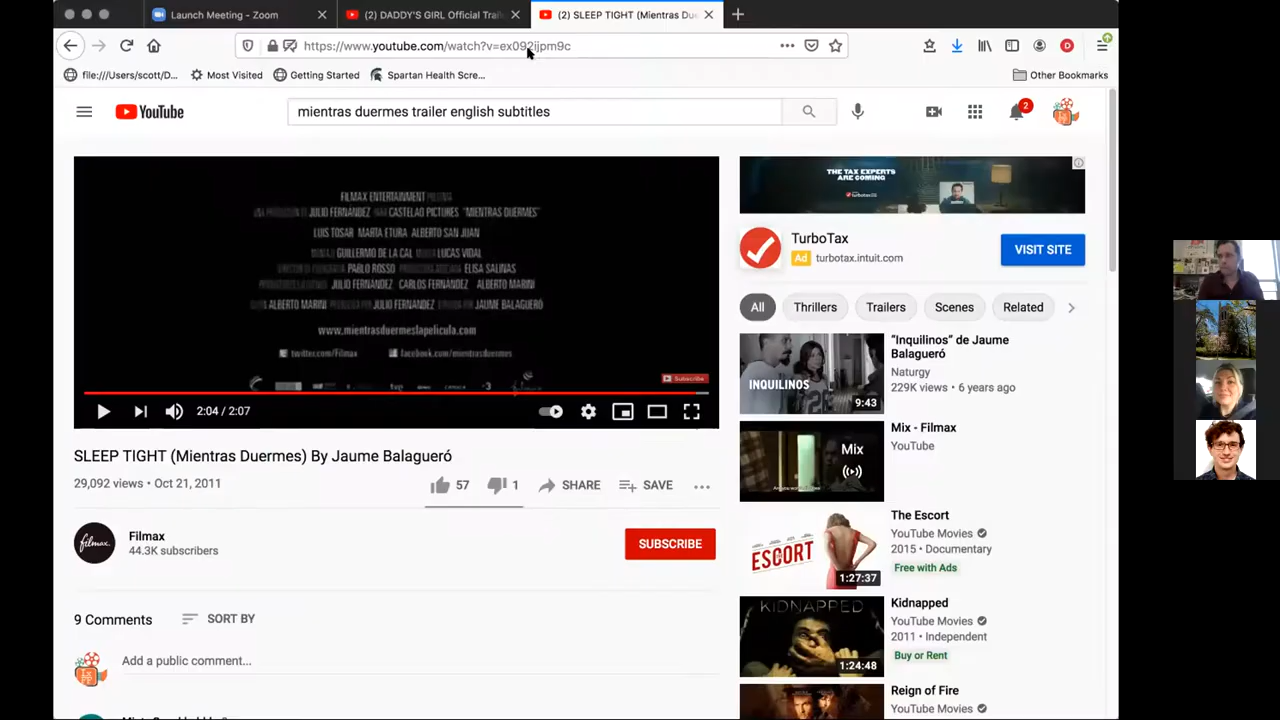 Launch Meeting - Zoom
(2) DADDY'S GIRL Official Trail
(2) SLEEP TIGHT (Mientras Due
https://www.youtube.com/watch?v=ex092ijpm9c
file:///Users/scott/D...
Most Visited
Getting Started
Spartan Health Scre...
Other Bookmarks
YouTube
mientras duermes trailer english subtitles
2
FILMAX ENTERTAINMENT
JULIO FERNANDEZ CASTELAO PICTURES "MIENTRAS DUERMES"
LUIS TOSAR MARTA ETURA ALBERTO SAN JUAN
GUILLERMO DE LA CAL LUCAS VIDAL
PABLO ROSSO ELISA SALINAS
JULIO FERNANDEZ CARLOS FERNANDEZ ALBERTO MARINI
ALBERTO MARINI JULIO FERNANDEZ JAUME BALAGUERÓ
www.mientrasduermeslapelicula.com
twitter.com/Filmax facebook.com/mientrasduermes
Subscribe
2:04 / 2:07
SLEEP TIGHT (Mientras Duermes) By Jaume Balagueró
29,092 views • Oct 21, 2011
57
1
SHARE
SAVE
filmax
Filmax
44.3K subscribers
SUBSCRIBE
9 Comments
SORT BY
Add a public comment...
THE TAX EXPERTS
ARE COMING
TurboTax
Ad turbotax.intuit.com
VISIT SITE
All
Thrillers
Trailers
Scenes
Related
INQUILINOS
9:43
"Inquilinos" de Jaume
Balagueró
Naturgy
229K views • 6 years ago
Mix
Mix - Filmax
YouTube
THE
ESCORT
1:27:37
The Escort
YouTube Movies
2015 • Documentary
Free with Ads
KIDNAPPED
1:24:48
Kidnapped
YouTube Movies
2011 • Independent
Buy or Rent
Reign of Fire
YouTube Movies